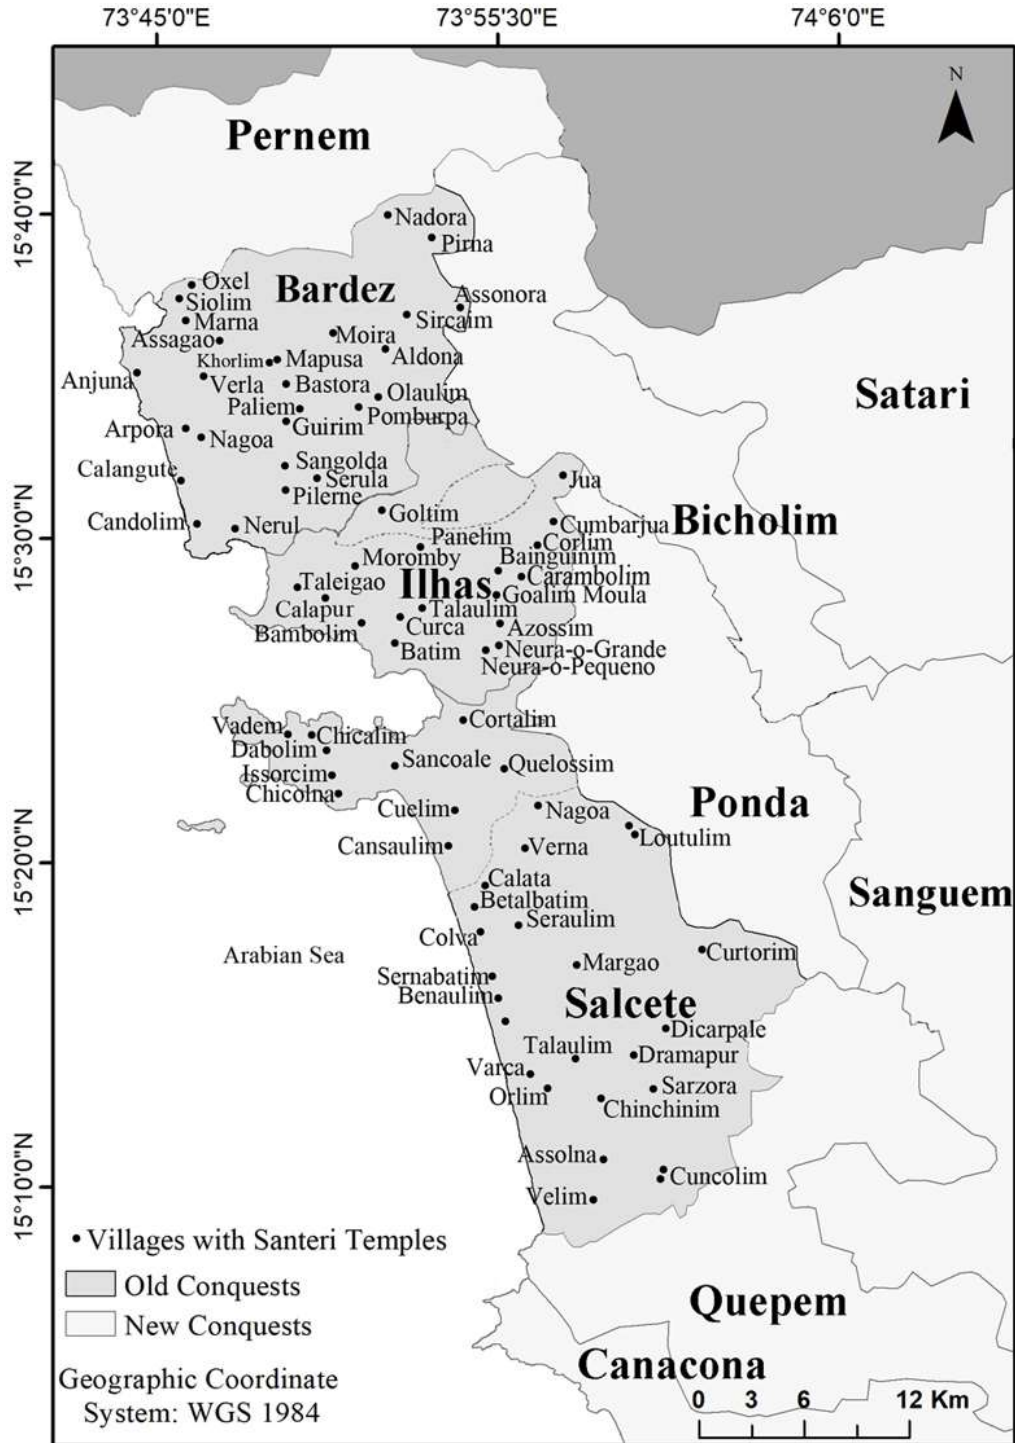 73°45'0"E
73°55'30"E
74°6'0"E
N
Pernem
15°40'0"N
Nadora
Pirna
Oxel
Bardez
Siolim
Assonora
Marna
Sircaim
Assagao
Moira
Khorlim
Mapusa
Aldona
Anjuna
Verla
Bastora
Olaulim
Satari
Paliem
Pomburpa
Arpora
Guirim
Nagoa
Calangute
Sangolda
Serula
Jua
Pilerne
Candolim
Nerul
Goltim
Cumbarjua
Bicholim
15°30'0"N
Panelim
Corlim
Moromby
Bainguinim
Ilhas
Carambolim
Taleigao
Goalim Moula
Calapur
Talaulim
Bambolim
Curca
Azossim
Batim
Neura-o-Grande
Neura-o-Pequeno
Vadem
Chicalim
Cortalim
Dabolim
Sancoale
Quelossim
Issorcim
Chicolna
Cuelim
Nagoa
Ponda
Cansaulim
Verna
Loutulim
15°20'0"N
Calata
Sanguem
Betalbatim
Seraulim
Colva
Arabian Sea
Curtorim
Sernabatim
Margao
Benaulim
Salcete
Dicarpale
Talaulim
Dramapur
Varca
Orlim
Sarzora
Chinchinim
Assolna
Cuncolim
15°10'0"N
Velim
Villages with Santeri Temples
Old Conquests
New Conquests
Quepem
Canacona
Geographic Coordinate
System: WGS 1984
0 3 6 12 Km